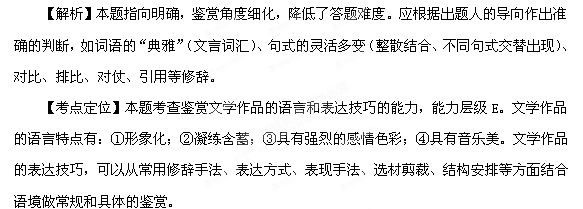 【解析】本题指向明确，鉴赏角度细化，降低了答题难度。应根据出题人的导向作出准
确的判断，如词语的“典雅”（文言词汇）、句式的灵活多变（整散结合、不同句式交替出现）、
对比、排比、对仗、引用等修辞。
【考点定位】本题考查鉴赏文学作品的语言和表达技巧的能力，能力层级 E。文学作品
的语言特点有：①形象化；②凝练含蓄；③具有强烈的感情色彩；④具有音乐美。文学作品
的表达技巧，可以从常用修辞手法、表达方式、表现手法、选材剪裁、结构安排等方面结合
语境做常规和具体的鉴赏。